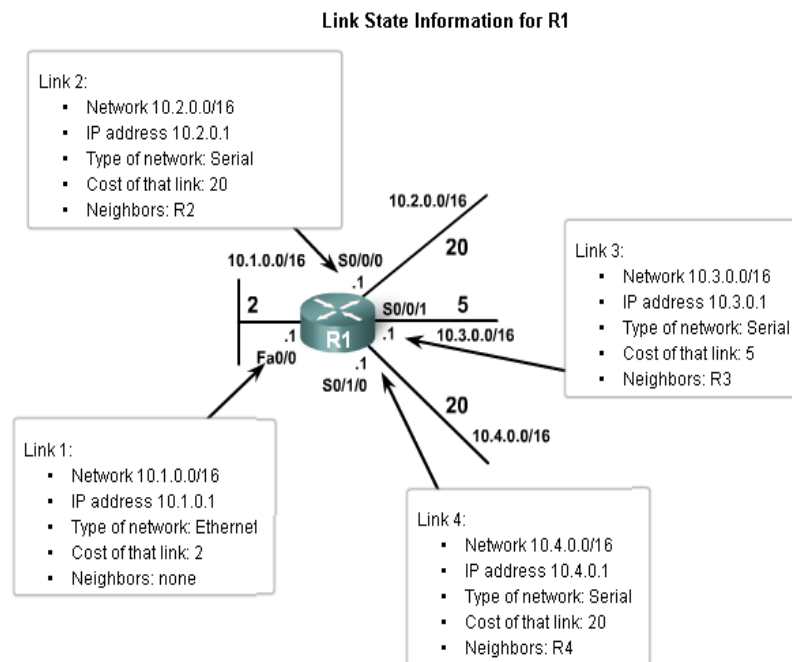 Link State Information for R1
Link 2:
▪ Network 10.2.0.0/16
▪ IP address 10.2.0.1
▪ Type of network: Serial
▪ Cost of that link: 20
▪ Neighbors: R2
10.2.0.0/16
20
10.1.0.0/16
S0/0/0
.1
2
S0/0/1
5
.1
R1
.1
10.3.0.0/16
Fa0/0
.1
S0/1/0
20
10.4.0.0/16
Link 3:
▪ Network 10.3.0.0/16
▪ IP address 10.3.0.1
▪ Type of network: Serial
▪ Cost of that link: 5
▪ Neighbors: R3
Link 1:
▪ Network 10.1.0.0/16
▪ IP address 10.1.0.1
▪ Type of network: Ethernet
▪ Cost of that link: 2
▪ Neighbors: none
Link 4:
▪ Network 10.4.0.0/16
▪ IP address 10.4.0.1
▪ Type of network: Serial
▪ Cost of that link: 20
▪ Neighbors: R4